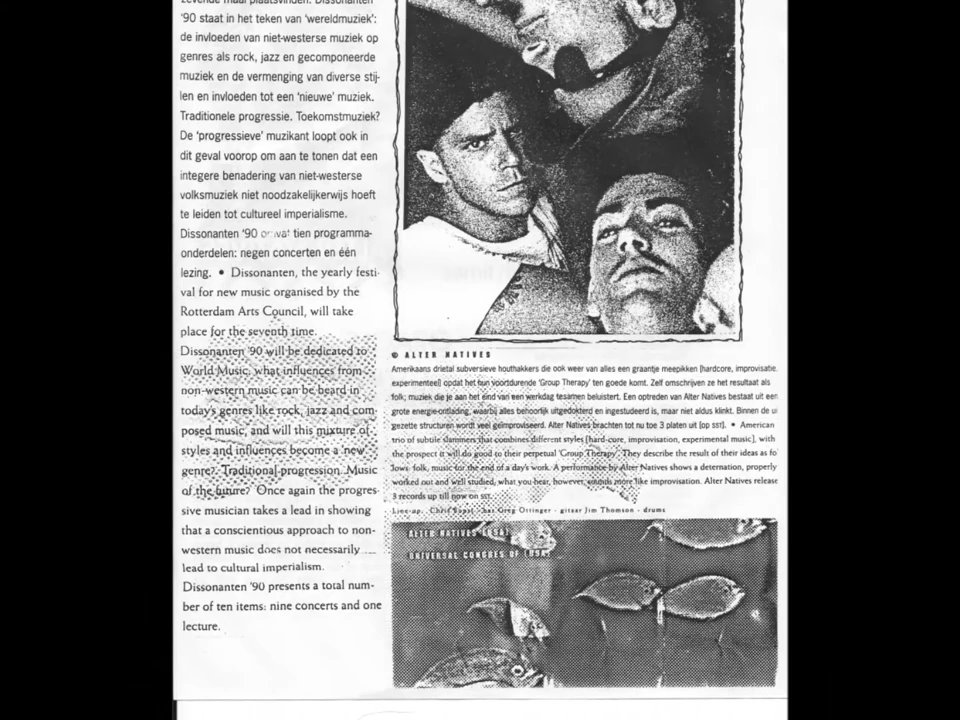 zevende maal plaatsvinden. Dissonanten
'90 staat in het teken van 'wereldmuziek':
de invloeden van niet-westerse muziek op
genres als rock, jazz en gecomponeerde
muziek en de vermenging van diverse stij-
len en invloeden tot een 'nieuwe' muziek.
Traditionele progressie. Toekomstmuziek?
De 'progressieve' muzikant loopt ook in
dit geval voorop om aan te tonen dat een
integere benadering van niet-westerse
volksmuziek niet noodzakelijkerwijs hoeft
te leiden tot cultureel imperialisme.
Dissonanten '90 tien programma-
onderdelen: negen concerten en één
lezing. • Dissonanten, the yearly festi-
val for new music organised by the
Rotterdam Arts Council, will take
place for the seventh time.
Dissonanten '90 will be dedicated to
World Music: what influences from
non-western music can be heard in
today's genres like rock, jazz and com-
posed music, and will this mixture of
styles and influences become a 'new'
genre? Traditional progression. Music
of the future? Once again the progres-
sive musician takes a lead in showing
that a conscientious approach to non-
western music does not necessarily
lead to cultural imperialism.
Dissonanten '90 presents a total num-
ber of ten items: nine concerts and one
lecture.
ALTER NATIVES
Amerikaans drietal subversieve houthakkers die ook weer van alles een graantje meepikken [hardcore, improvisatie,
experimenteel] opdat het hun voortdurende 'Group Therapy' ten goede komt. Zelf omschrijven ze het resultaat als
folk; muziek die je aan het eind van een werkdag tesamen beluistert. Een optreden van Alter Natives bestaat uit een
grote energie-ontlading, waarbij alles behoorlijk uitgedokterd en ingestudeerd is, maar niet aldus klinkt. Binnen de
gezette structuren wordt veel geïmproviseerd. Alter Natives brachten tot nu toe 3 platen uit [op sst]. • American
trio of subtile slammers that combines different styles [hard-core, improvisation, experimental music], with
the prospect it will do good to their perpetual 'Group Therapy'. They describe the result of their ideas as fo
lows: folk, music for the end of a day's work. A performance by Alter Natives shows a deternation, properly
worked out and well studied, what you hear, however, sounds more like improvisation. Alter Natives release
3 records up till now on sst.
Line-up: Chris Bopst - bas Greg Ottinger - gitaar Jim Thomson - drums
ALTER NATIVES [USA]
UNIVERSAL CONGRES OF [USA]